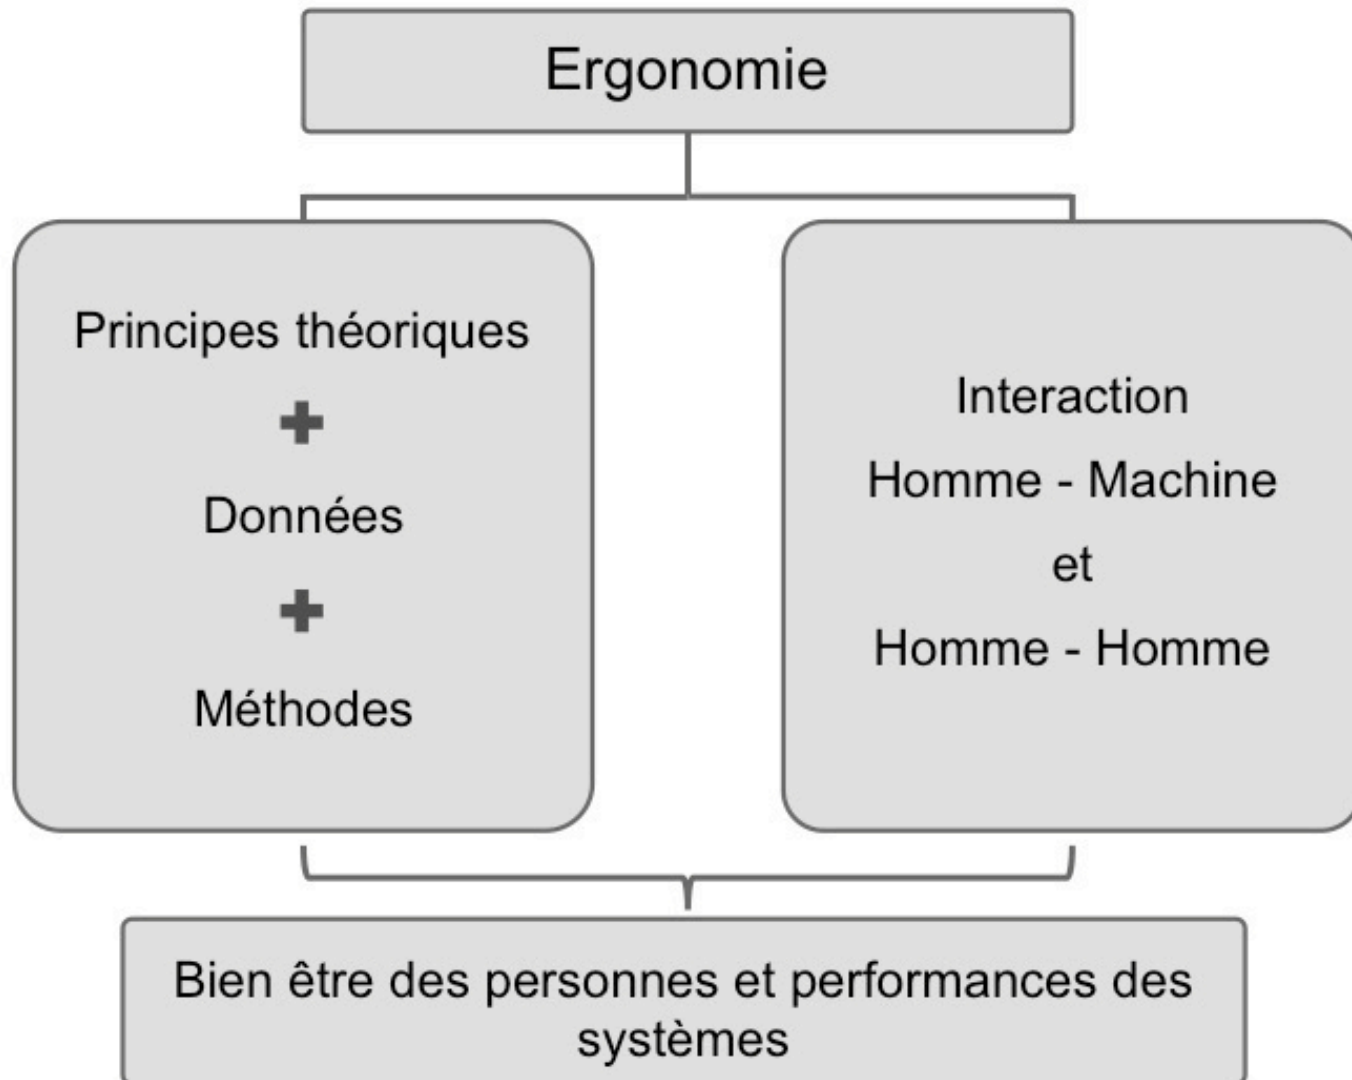 Ergonomie
Principes théoriques
+
Données
+
Méthodes
Interaction
Homme - Machine
et
Homme - Homme
Bien être des personnes et performances des
systèmes